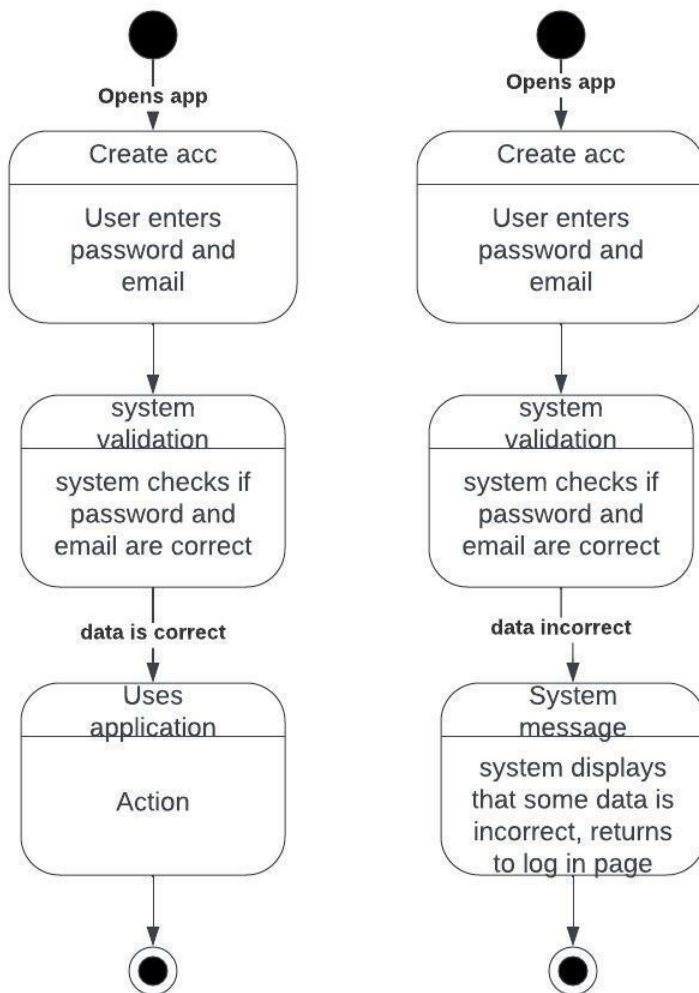 Opens app
Create acc
User enters
password and
email
system
validation
system checks if
password and
email are correct
data is correct
Uses
application
Action
Opens app
Create acc
User enters
password and
email
system
validation
system checks if
password and
email are correct
data incorrect
System
message
system displays
that some data is
incorrect, returns
to log in page